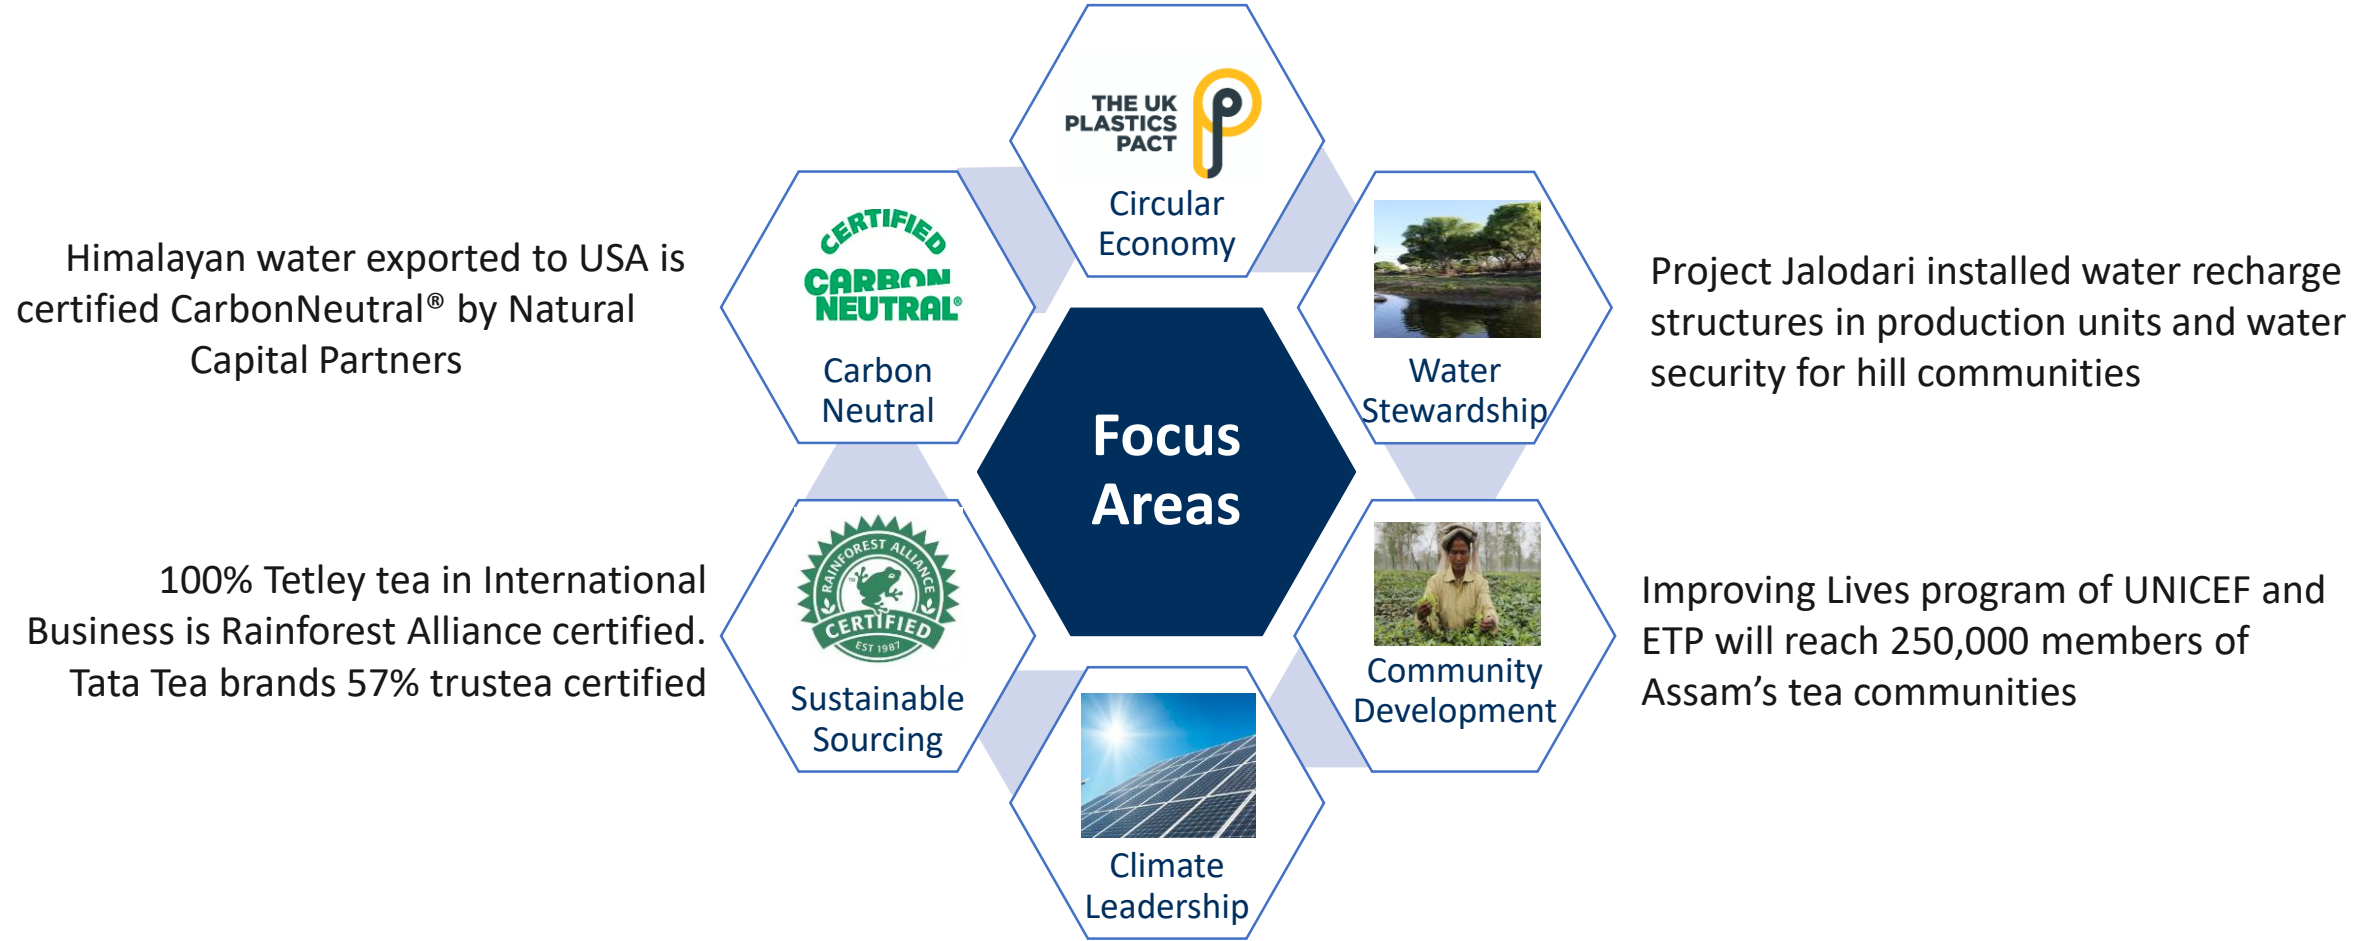 THE UK
PLASTICS
PACT
Circular
Economy
CERTIFIED
CARBON
NEUTRAL®
Carbon
Neutral
Himalayan water exported to USA is
certified CarbonNeutral® by Natural
Capital Partners
Water
Stewardship
Project Jalodari installed water recharge
structures in production units and water
security for hill communities
Focus
Areas
RAINFOREST ALLIANCE
TM
CERTIFIED
EST 1987
Sustainable
Sourcing
100% Tetley tea in International
Business is Rainforest Alliance certified.
Tata Tea brands 57% trustea certified
Community
Development
Improving Lives program of UNICEF and
ETP will reach 250,000 members of
Assam’s tea communities
Climate
Leadership